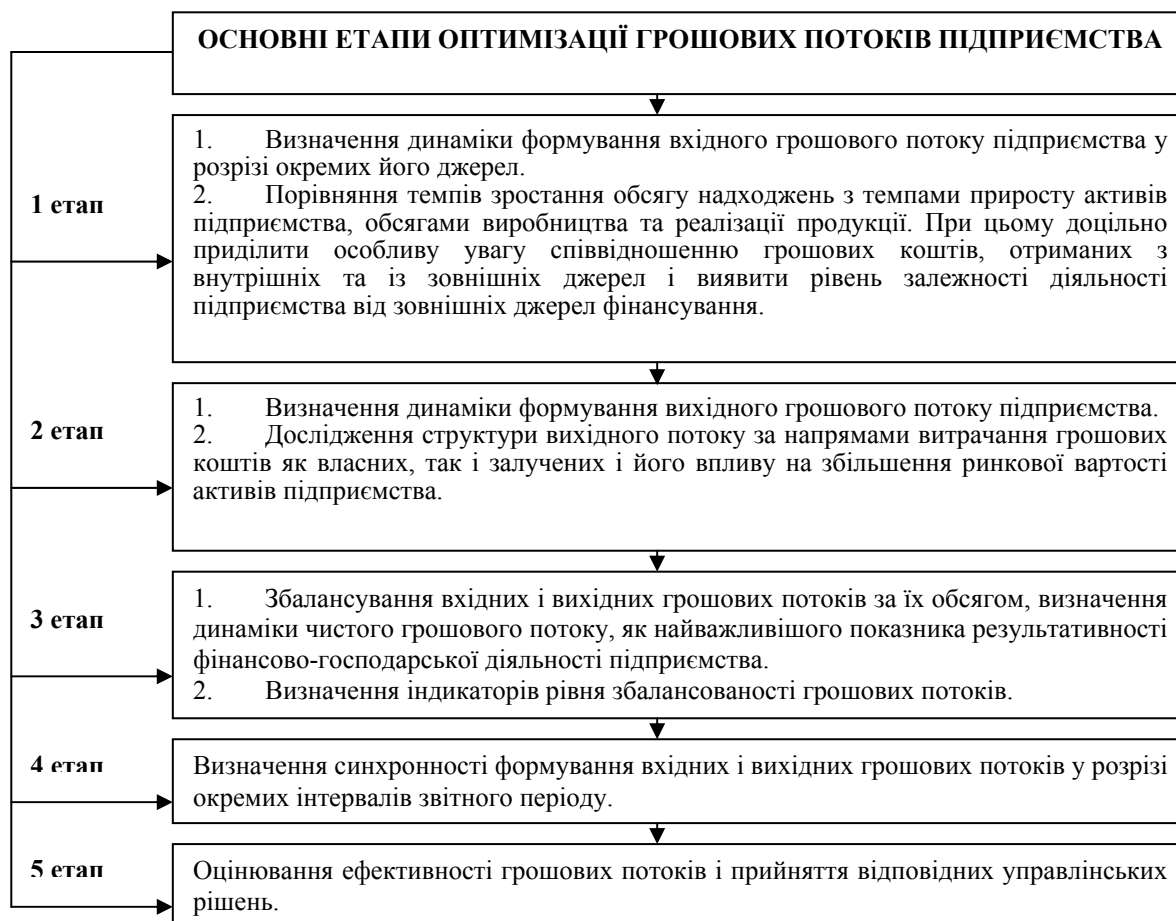 ОСНОВНІ ЕТАПИ ОПТИМІЗАЦІЇ ГРОШОВИХ ПОТОКІВ ПІДПРИЄМСТВА
1 етап
1. Визначення динаміки формування вхідного грошового потоку підприємства у
розрізі окремих його джерел.
2. Порівняння темпів зростання обсягу надходжень з темпами приросту активів
підприємства, обсягами виробництва та реалізації продукції. При цьому доцільно
приділити особливу увагу співвідношенню грошових коштів, отриманих з
внутрішніх та із зовнішніх джерел і виявити рівень залежності діяльності
підприємства від зовнішніх джерел фінансування.
2 етап
1. Визначення динаміки формування вихідного грошового потоку підприємства.
2. Дослідження структури вихідного потоку за напрямами витрачання грошових
коштів як власних, так і залучених і його впливу на збільшення ринкової вартості
активів підприємства.
3 етап
1. Збалансування вхідних і вихідних грошових потоків за їх обсягом, визначення
динаміки чистого грошового потоку, як найважливішого показника результативності
фінансово-господарської діяльності підприємства.
2. Визначення індикаторів рівня збалансованості грошових потоків.
4 етап
Визначення синхронності формування вхідних і вихідних грошових потоків у розрізі
окремих інтервалів звітного періоду.
5 етап
Оцінювання ефективності грошових потоків і прийняття відповідних управлінських
рішень.